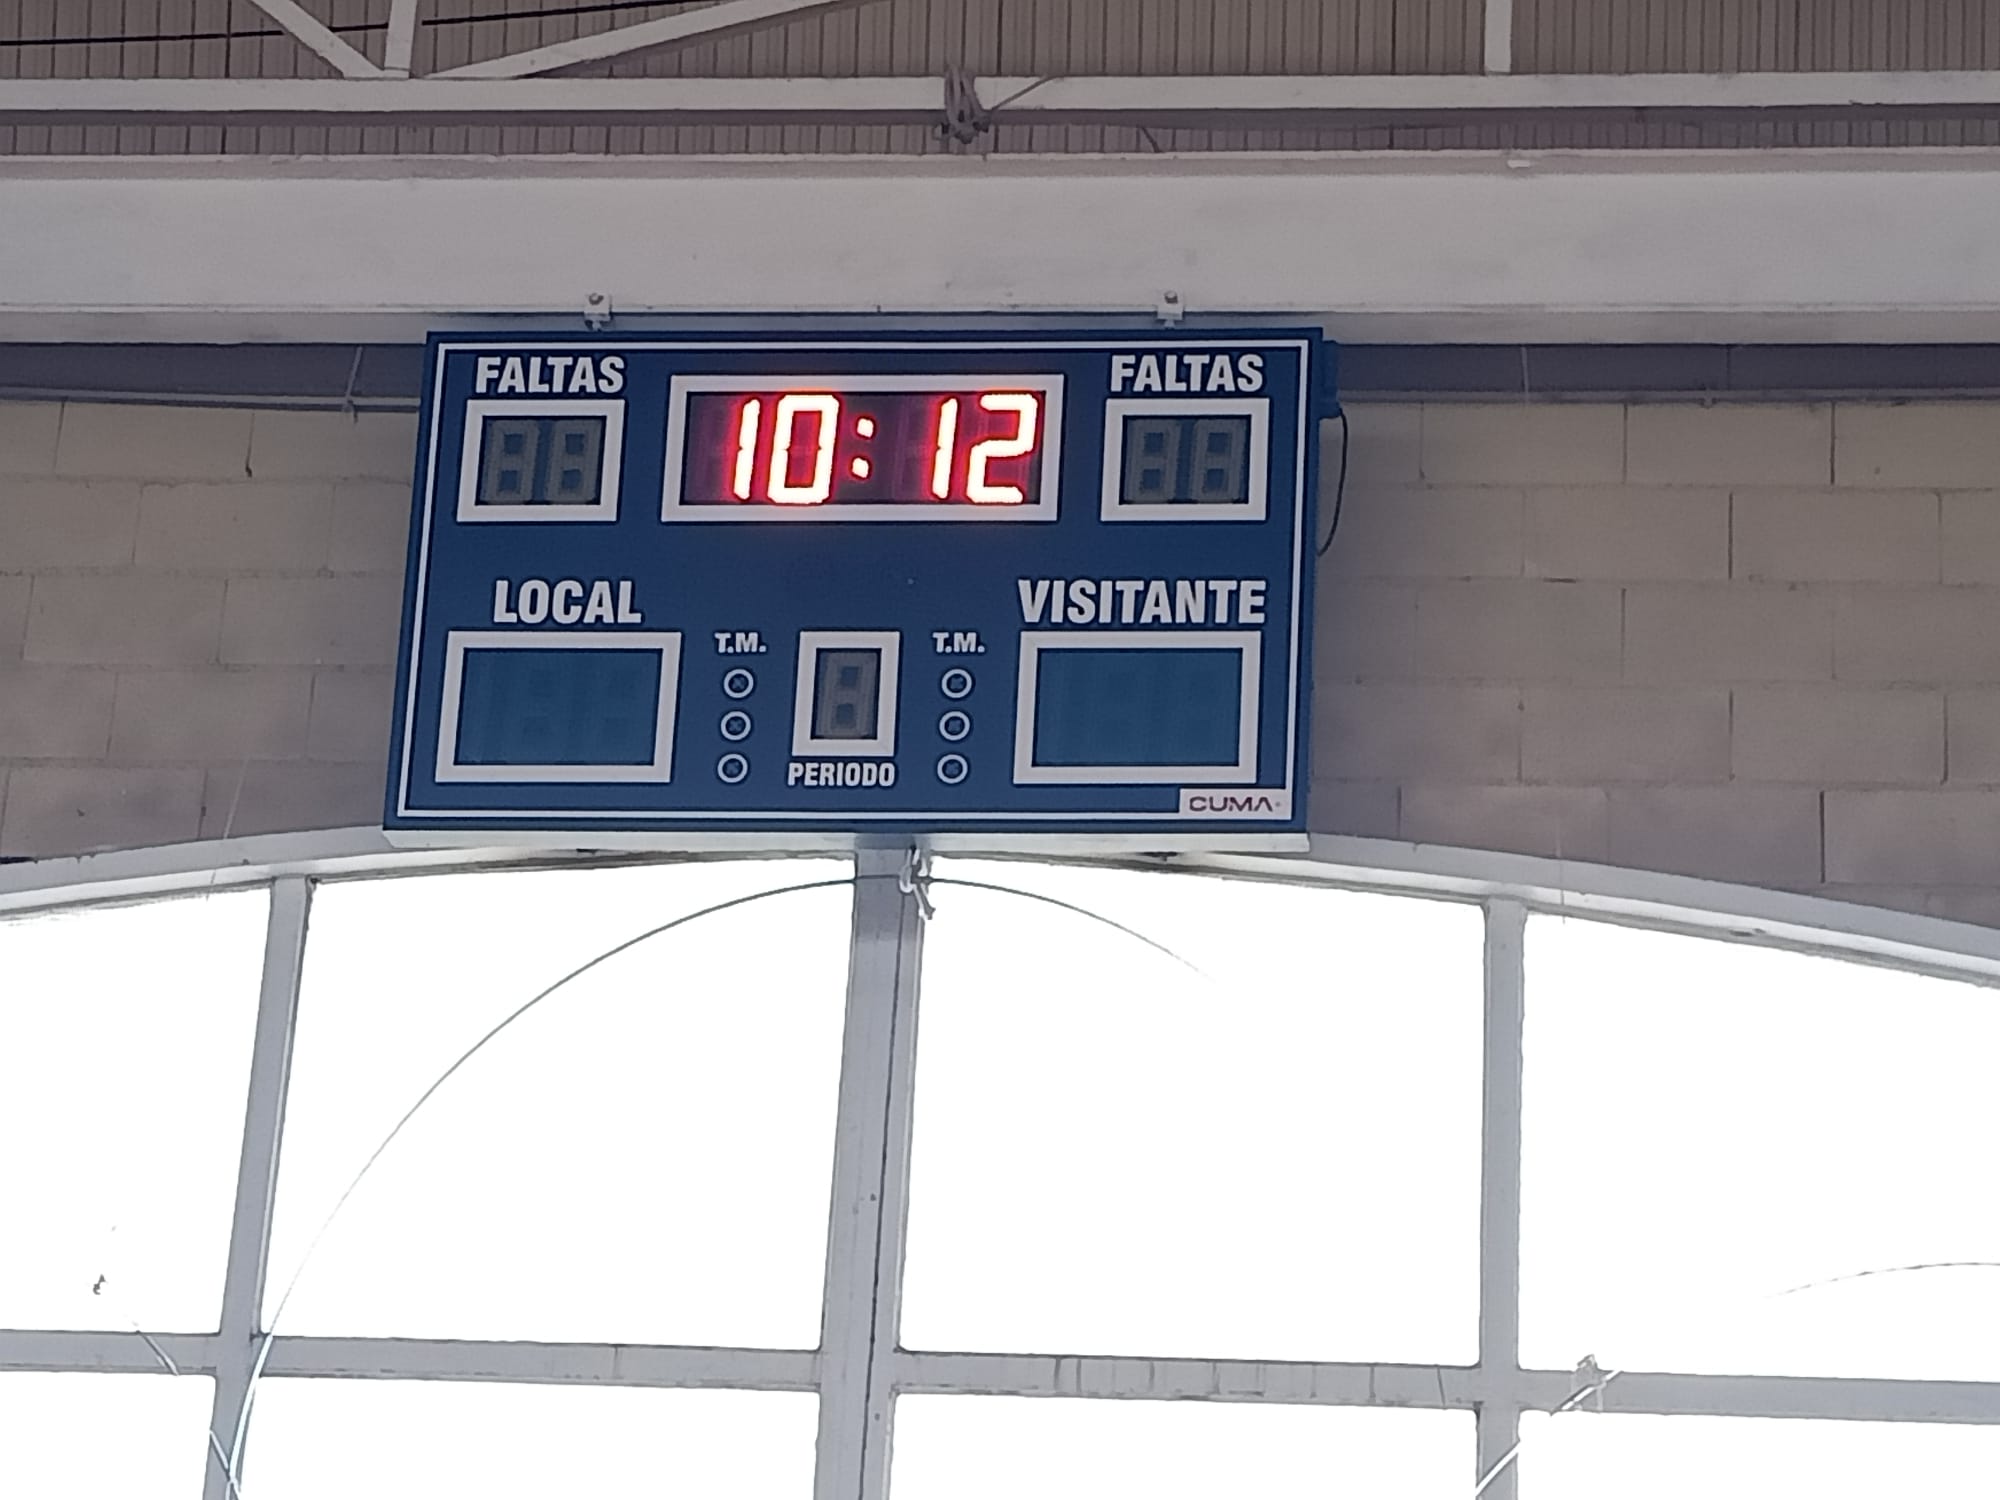 FALTAS
10:12
FALTAS
LOCAL
VISITANTE
T.M.
T.M.
PERIODO
CUMA